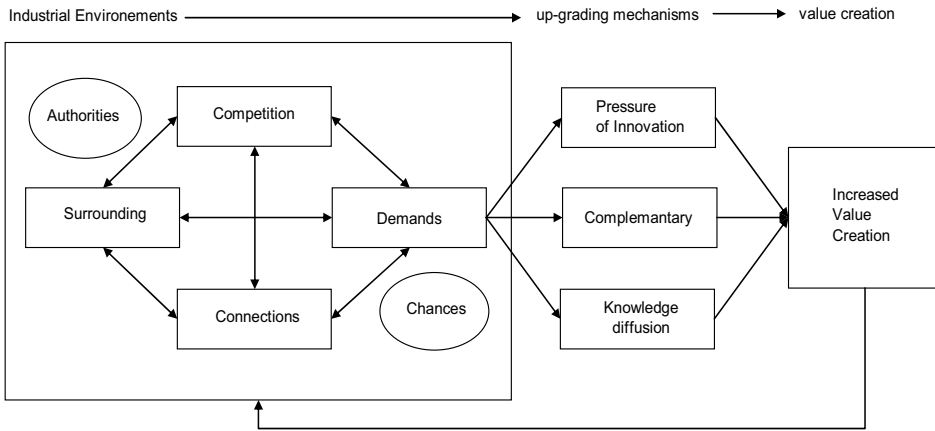 Industrial Environements up-grading mechanisms value creation
Authorities
Competition
Surrounding
Demands
Connections
Chances
Pressure
of Innovation
Complemantary
Knowledge
diffusion
Increased
Value
Creation